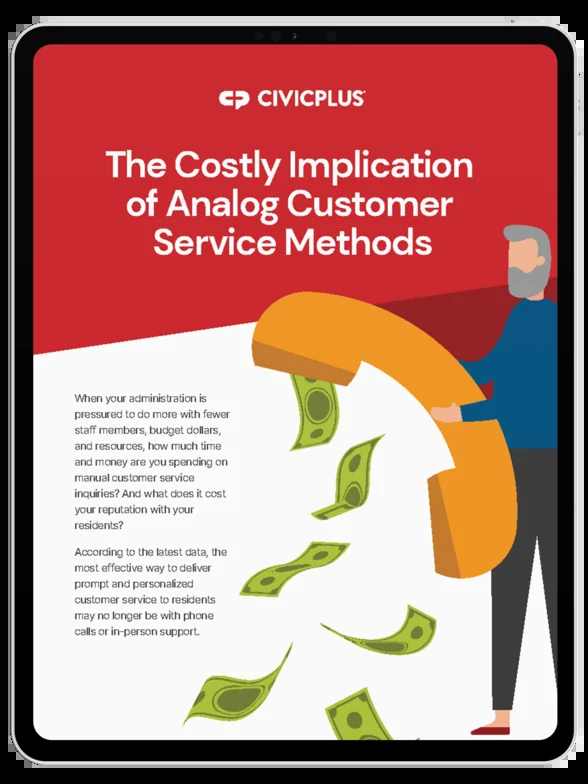 CIVICPLUS
The Costly Implication
of Analog Customer
Service Methods
When your administration is
pressured to do more with fewer
staff members, budget dollars,
and resources, how much time
and money are you spending on
manual customer service
inquiries? And what does it cost
your reputation with your
residents?
According to the latest data, the
most effective way to deliver
prompt and personalized
customer service to residents
may no longer be with phone
calls or in-person support.